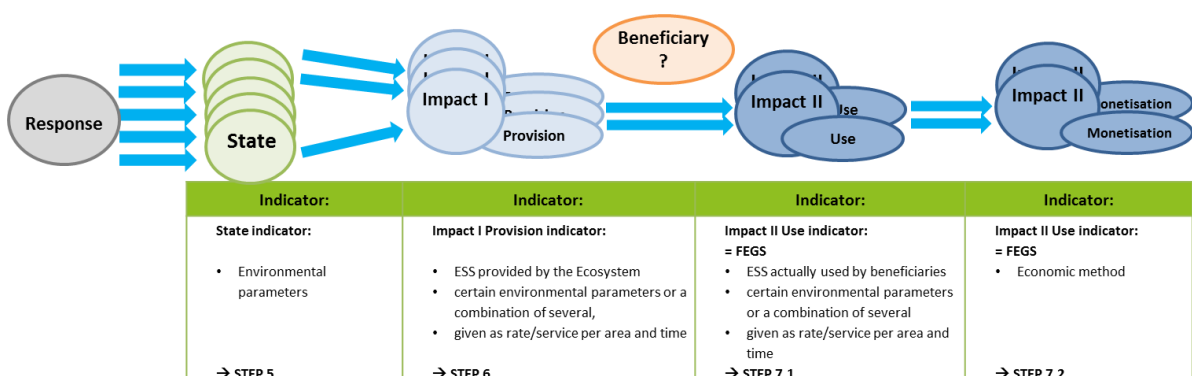 Response
State
Impact I
Provision
Beneficiary
?
Impact II
Use
Use
Impact II
Monetisation
Indicator:
Indicator:
Indicator:
Indicator:
State indicator:
• Environmental
parameters
→ STEP 5
Impact I Provision indicator:
• ESS provided by the Ecosystem
• certain environmental parameters or a
combination of several,
• given as rate/service per area and time
→ STEP 6
Impact II Use indicator:
= FEGS
• ESS actually used by beneficiaries
• certain environmental parameters
or a combination of several
• given as rate/service per area and
time
→ STEP 7.1
Impact II Use indicator:
= FEGS
• Economic method
→ STEP 7.2